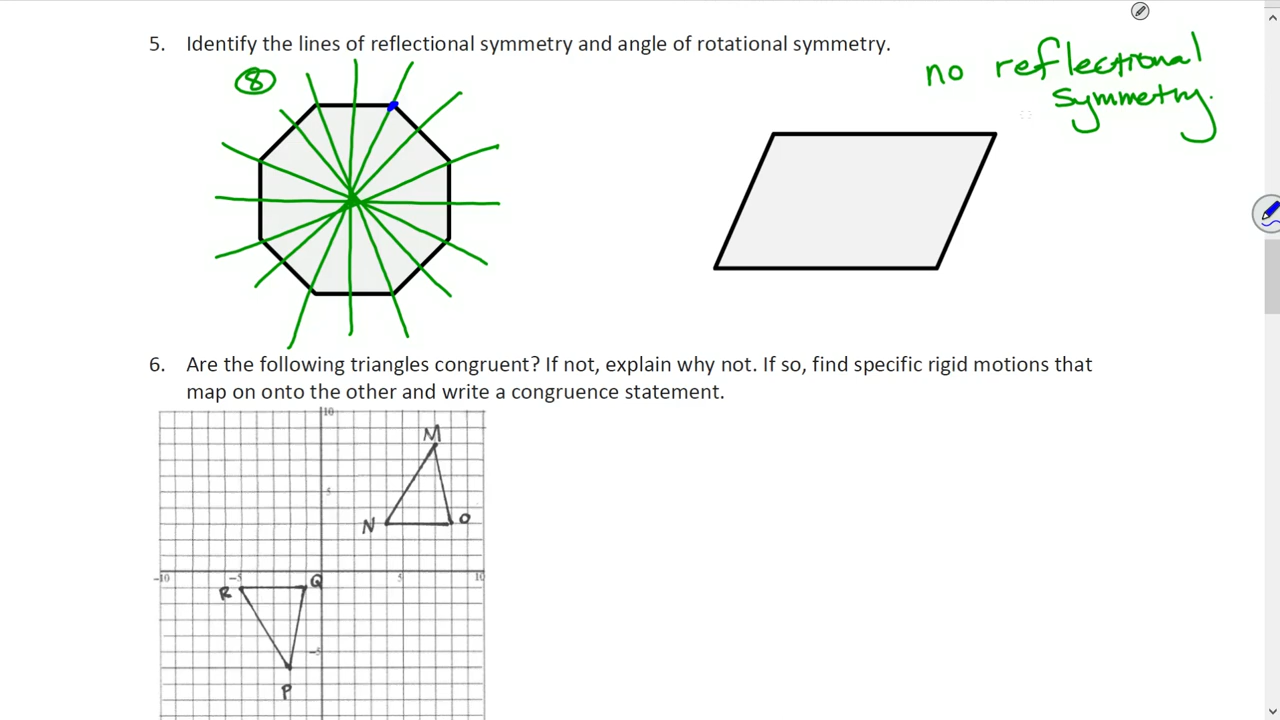 5. Identify the lines of reflectional symmetry and angle of rotational symmetry.
8
no reflectional
symmetry.
6. Are the following triangles congruent? If not, explain why not. If so, find specific rigid motions that
map on onto the other and write a congruence statement.
10
M
5
N O
-10 -5 5 10
Q
R
-5
P